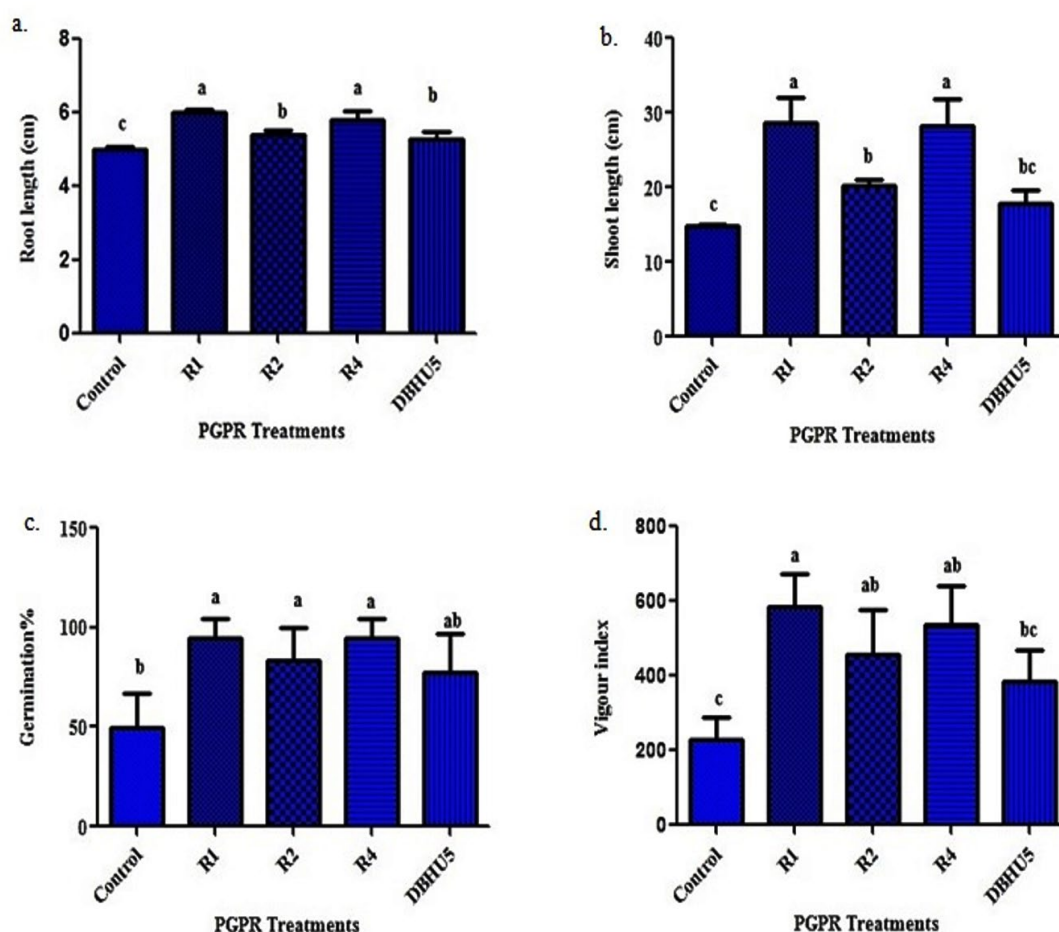 a.
Root length (cm)
8
6
4
2
0
c
a
b
a
b
Control
R1
R2
R4
DBHU5
PGPR Treatments
b.
Shoot length (cm)
40
30
20
10
0
c
a
b
a
bc
Control
R1
R2
R4
DBHU5
PGPR Treatments
c.
Germination%
150
100
50
0
b
a
a
a
ab
Control
R1
R2
R4
DBHU5
PGPR Treatments
d.
Vigour index
800
600
400
200
0
c
a
ab
ab
bc
Control
R1
R2
R4
DBHU5
PGPR Treatments